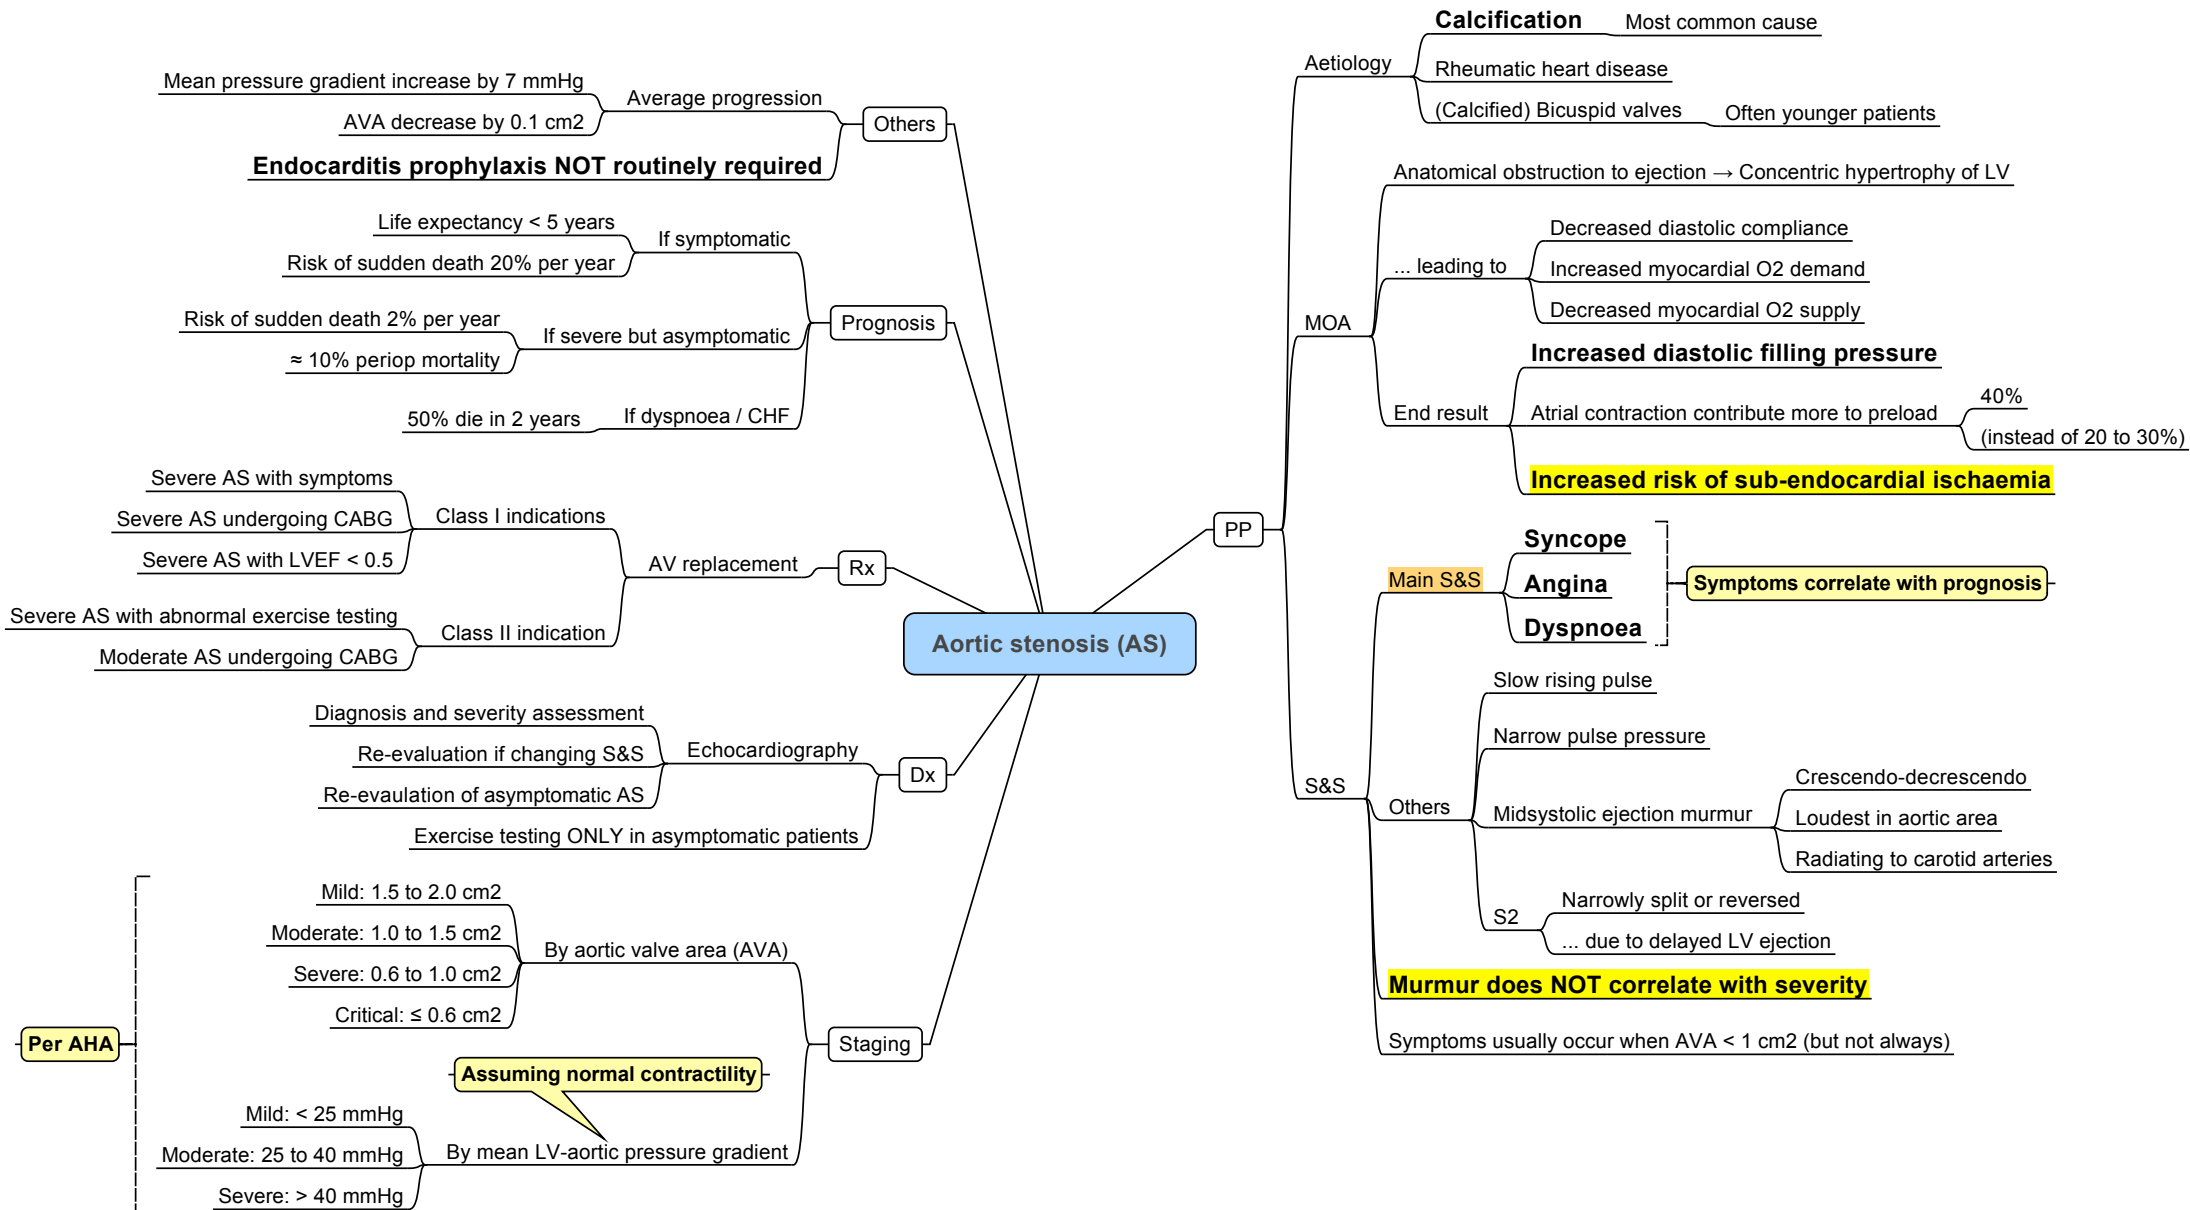 Aortic stenosis (AS)
PP
Aetiology
Calcification
Most common cause
Rheumatic heart disease
(Calcified) Bicuspid valves
Often younger patients
MOA
Anatomical obstruction to ejection → Concentric hypertrophy of LV
... leading to
Decreased diastolic compliance
Increased myocardial O2 demand
Decreased myocardial O2 supply
End result
Increased diastolic filling pressure
Atrial contraction contribute more to preload
40%
(instead of 20 to 30%)
Increased risk of sub-endocardial ischaemia
S&S
Main S&S
Syncope
Angina
Dyspnoea
Symptoms correlate with prognosis
Others
Slow rising pulse
Narrow pulse pressure
Midsystolic ejection murmur
Crescendo-decrescendo
Loudest in aortic area
Radiating to carotid arteries
S2
Narrowly split or reversed
... due to delayed LV ejection
Murmur does NOT correlate with severity
Symptoms usually occur when AVA < 1 cm2 (but not always)
Others
Average progression
Mean pressure gradient increase by 7 mmHg
AVA decrease by 0.1 cm2
Endocarditis prophylaxis NOT routinely required
Prognosis
If symptomatic
Life expectancy < 5 years
Risk of sudden death 20% per year
If severe but asymptomatic
Risk of sudden death 2% per year
≈ 10% periop mortality
If dyspnoea / CHF
50% die in 2 years
Rx
AV replacement
Class I indications
Severe AS with symptoms
Severe AS undergoing CABG
Severe AS with LVEF < 0.5
Class II indication
Severe AS with abnormal exercise testing
Moderate AS undergoing CABG
Dx
Echocardiography
Diagnosis and severity assessment
Re-evaluation if changing S&S
Re-evaulation of asymptomatic AS
Exercise testing ONLY in asymptomatic patients
Staging
By aortic valve area (AVA)
Mild: 1.5 to 2.0 cm2
Moderate: 1.0 to 1.5 cm2
Severe: 0.6 to 1.0 cm2
Critical: ≤ 0.6 cm2
Per AHA
Assuming normal contractility
By mean LV-aortic pressure gradient
Mild: < 25 mmHg
Moderate: 25 to 40 mmHg
Severe: > 40 mmHg